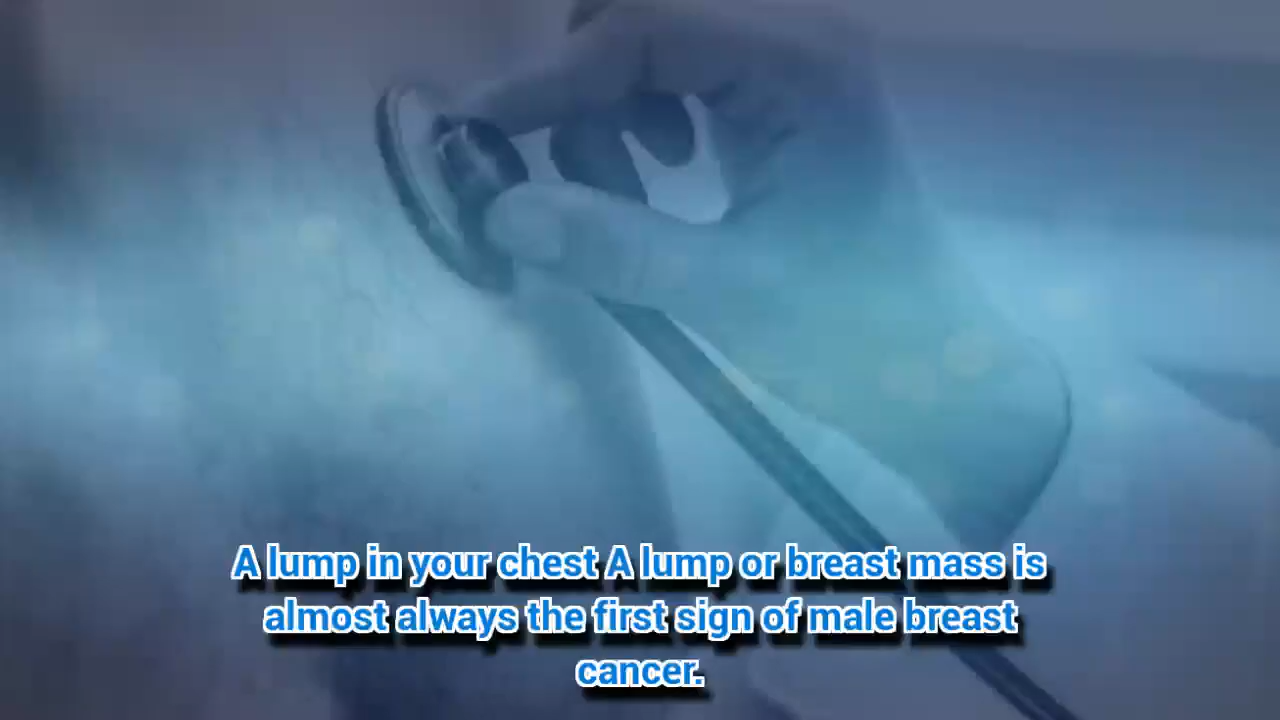 A lump in your chest A lump or breast mass is
almost always the first sign of male breast
cancer.